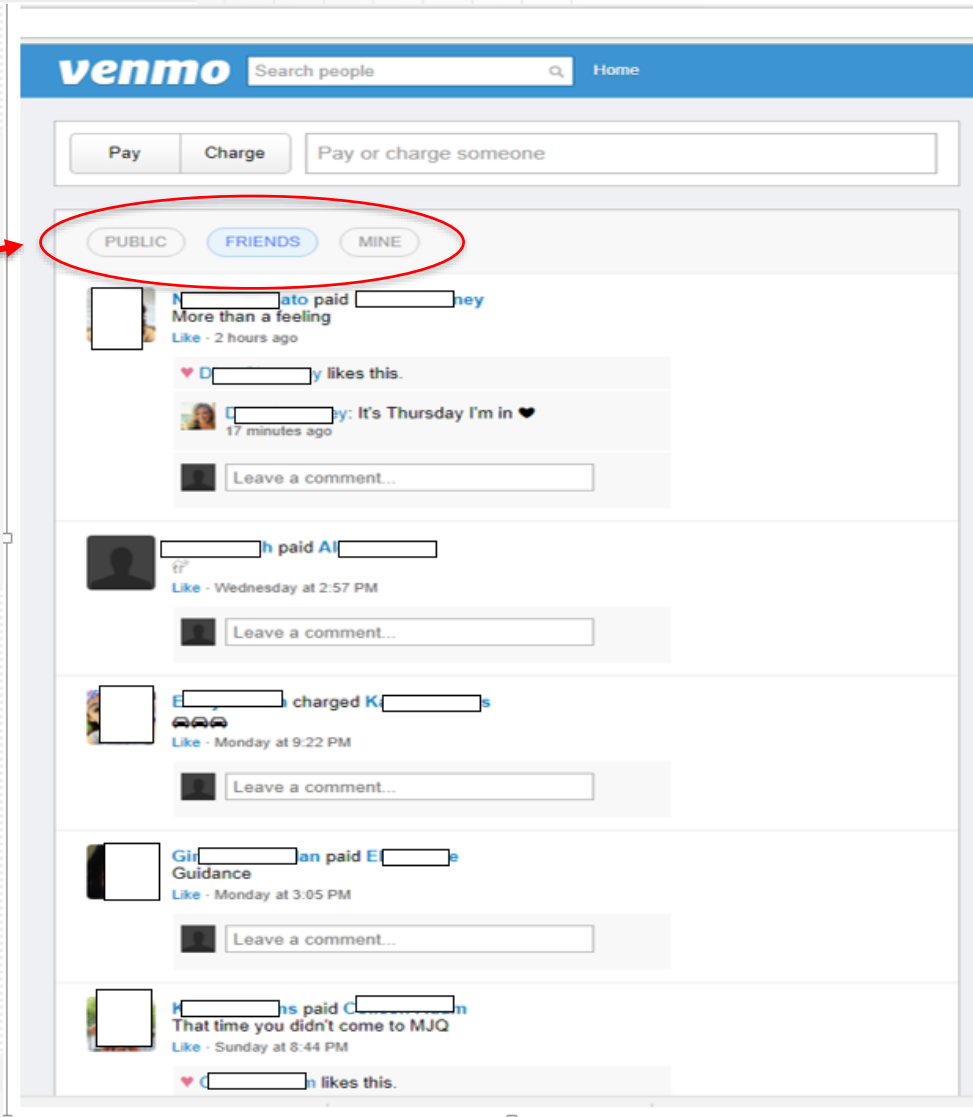 venmo Search people Home
Pay Charge Pay or charge someone
PUBLIC FRIENDS MINE
N ato paid ney
More than a feeling
Like - 2 hours ago
♥ D y likes this.
D ey: It's Thursday I'm in ❤
17 minutes ago
Leave a comment...
h paid Al
Like - Wednesday at 2:57 PM
Leave a comment...
E charged Ka s
🚘🚘🚘
Like - Monday at 9:22 PM
Leave a comment...
Gin an paid El e
Guidance
Like - Monday at 3:05 PM
Leave a comment...
K ns paid C m
That time you didn't come to MJQ
Like - Sunday at 8:44 PM
♥ C m likes this.